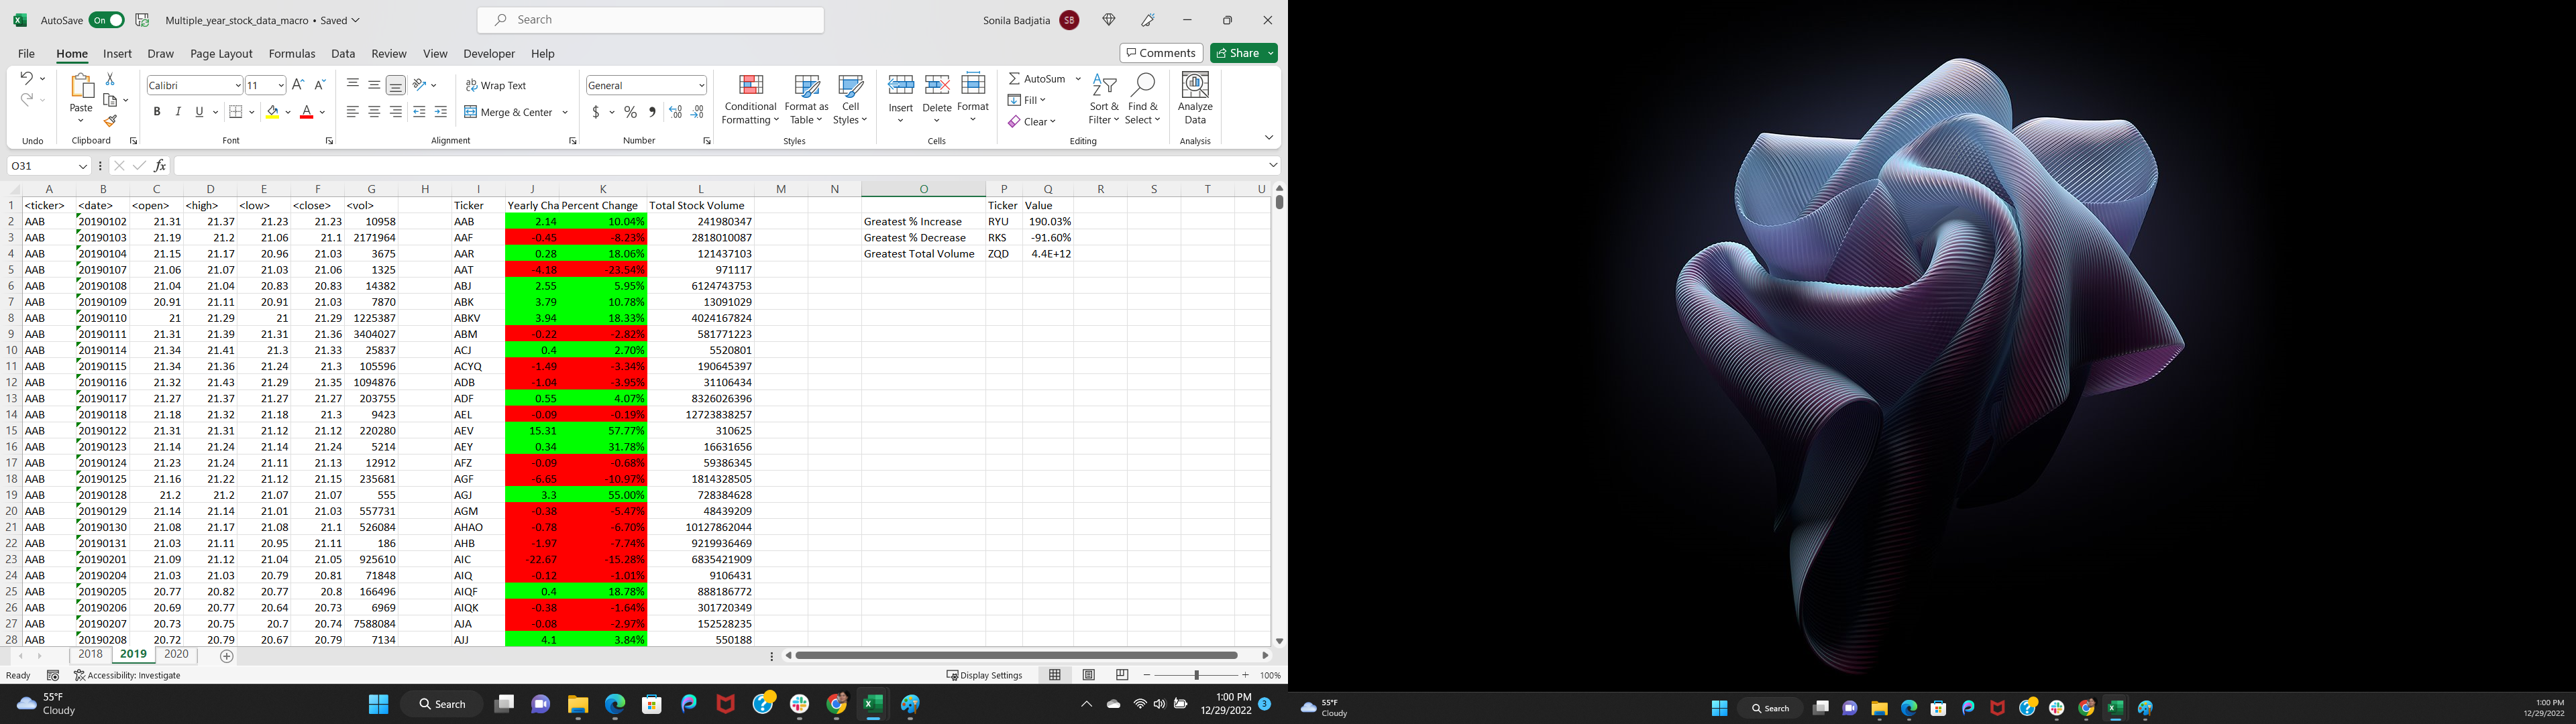 AutoSave On Multiple_year_stock_data_macro • Saved Search Sonila Badjatia SB
File Home Insert Draw Page Layout Formulas Data Review View Developer Help Comments Share
Calibri 11 Wrap Text General AutoSum
Paste Conditional Format as Cell Insert Delete Format Fill Sort & Find & Analyze
B I U Merge & Center $ % Formatting Table Styles Clear Filter Select Data
Undo Clipboard Font Alignment Number Styles Cells Editing Analysis
O31 fx
A B C D E F G H I J K L M N O P Q R S T U
1 <ticker> <date> <open> <high> <low> <close> <vol> Ticker Yearly Cha Percent Change Total Stock Volume Ticker Value
2 AAB 20190102 21.31 21.37 21.23 21.23 10958 AAB 2.14 10.04% 241980347 Greatest % Increase RYU 190.03%
3 AAB 20190103 21.19 21.2 21.06 21.1 2171964 AAF -0.45 -8.23% 2818010087 Greatest % Decrease RKS -91.60%
4 AAB 20190104 21.15 21.17 20.96 21.03 3675 AAR 0.28 18.06% 121437103 Greatest Total Volume ZQD 4.4E+12
5 AAB 20190107 21.06 21.07 21.03 21.06 1325 AAT -4.18 -23.54% 971117
6 AAB 20190108 21.04 21.04 20.83 20.83 14382 ABJ 2.55 5.95% 6124743753
7 AAB 20190109 20.91 21.11 20.91 21.03 7870 ABK 3.79 10.78% 13091029
8 AAB 20190110 21 21.29 21 21.29 1225387 ABKV 3.94 18.33% 4024167824
9 AAB 20190111 21.31 21.39 21.31 21.36 3404027 ABM -0.22 -2.82% 581771223
10 AAB 20190114 21.34 21.41 21.3 21.33 25837 ACJ 0.4 2.70% 5520801
11 AAB 20190115 21.34 21.36 21.24 21.3 105596 ACYQ -1.49 -3.34% 190645397
12 AAB 20190116 21.32 21.43 21.29 21.35 1094876 ADB -1.04 -3.95% 31106434
13 AAB 20190117 21.27 21.37 21.27 21.27 203755 ADF 0.55 4.07% 8326026396
14 AAB 20190118 21.18 21.32 21.18 21.3 9423 AEL -0.09 -0.19% 12723838257
15 AAB 20190122 21.31 21.31 21.12 21.12 220280 AEV 15.31 57.77% 310625
16 AAB 20190123 21.14 21.24 21.14 21.24 5214 AEY 0.34 31.78% 16631656
17 AAB 20190124 21.23 21.24 21.11 21.13 12912 AFZ -0.09 -0.68% 59386345
18 AAB 20190125 21.16 21.22 21.12 21.15 235681 AGF -6.65 -10.97% 1814328505
19 AAB 20190128 21.2 21.2 21.07 21.07 555 AGJ 3.3 55.00% 728384628
20 AAB 20190129 21.14 21.14 21.01 21.03 557731 AGM -0.38 -5.47% 48439209
21 AAB 20190130 21.08 21.17 21.08 21.1 526084 AHAO -0.78 -6.70% 10127862044
22 AAB 20190131 21.03 21.11 20.95 21.11 186 AHB -1.97 -7.74% 9219936469
23 AAB 20190201 21.09 21.12 21.04 21.05 925610 AIC -22.67 -15.28% 6835421909
24 AAB 20190204 21.03 21.03 20.79 20.81 71848 AIQ -0.12 -1.01% 9106431
25 AAB 20190205 20.77 20.82 20.77 20.8 166496 AIQF 0.4 18.78% 888186772
26 AAB 20190206 20.69 20.77 20.64 20.73 6969 AIQK -0.38 -1.64% 301720349
27 AAB 20190207 20.73 20.75 20.7 20.74 7588084 AJA -0.08 -2.97% 152528235
28 AAB 20190208 20.72 20.79 20.67 20.79 7134 AJJ 4.1 3.84% 550188
2018 2019 2020
Ready Accessibility: Investigate Display Settings 100%
55°F Cloudy Search 1:00 PM 12/29/2022 3
55°F Cloudy Search 1:00 PM 12/29/2022